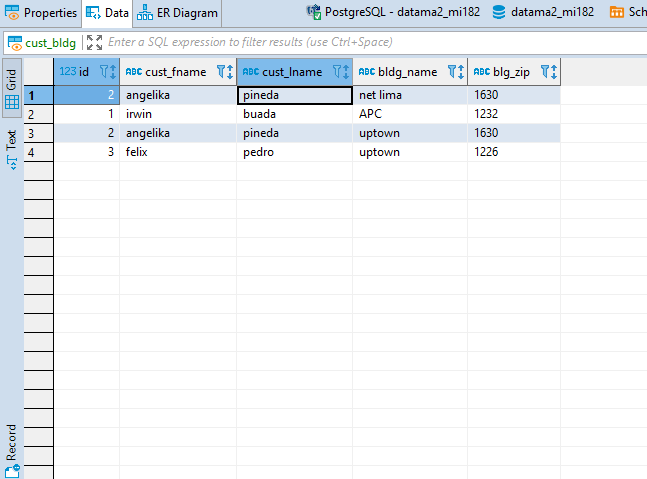 Properties Data ER Diagram PostgreSQL - datama2_mi182 datama2_mi182 Sch
cust_bldg Enter a SQL expression to filter results (use Ctrl+Space)
Grid
Text
Record
123 id ABC cust_fname ABC cust_lname ABC bldg_name ABC blg_zip
1 2 angelika pineda net lima 1630
2 1 irwin buada APC 1232
3 2 angelika pineda uptown 1630
4 3 felix pedro uptown 1226